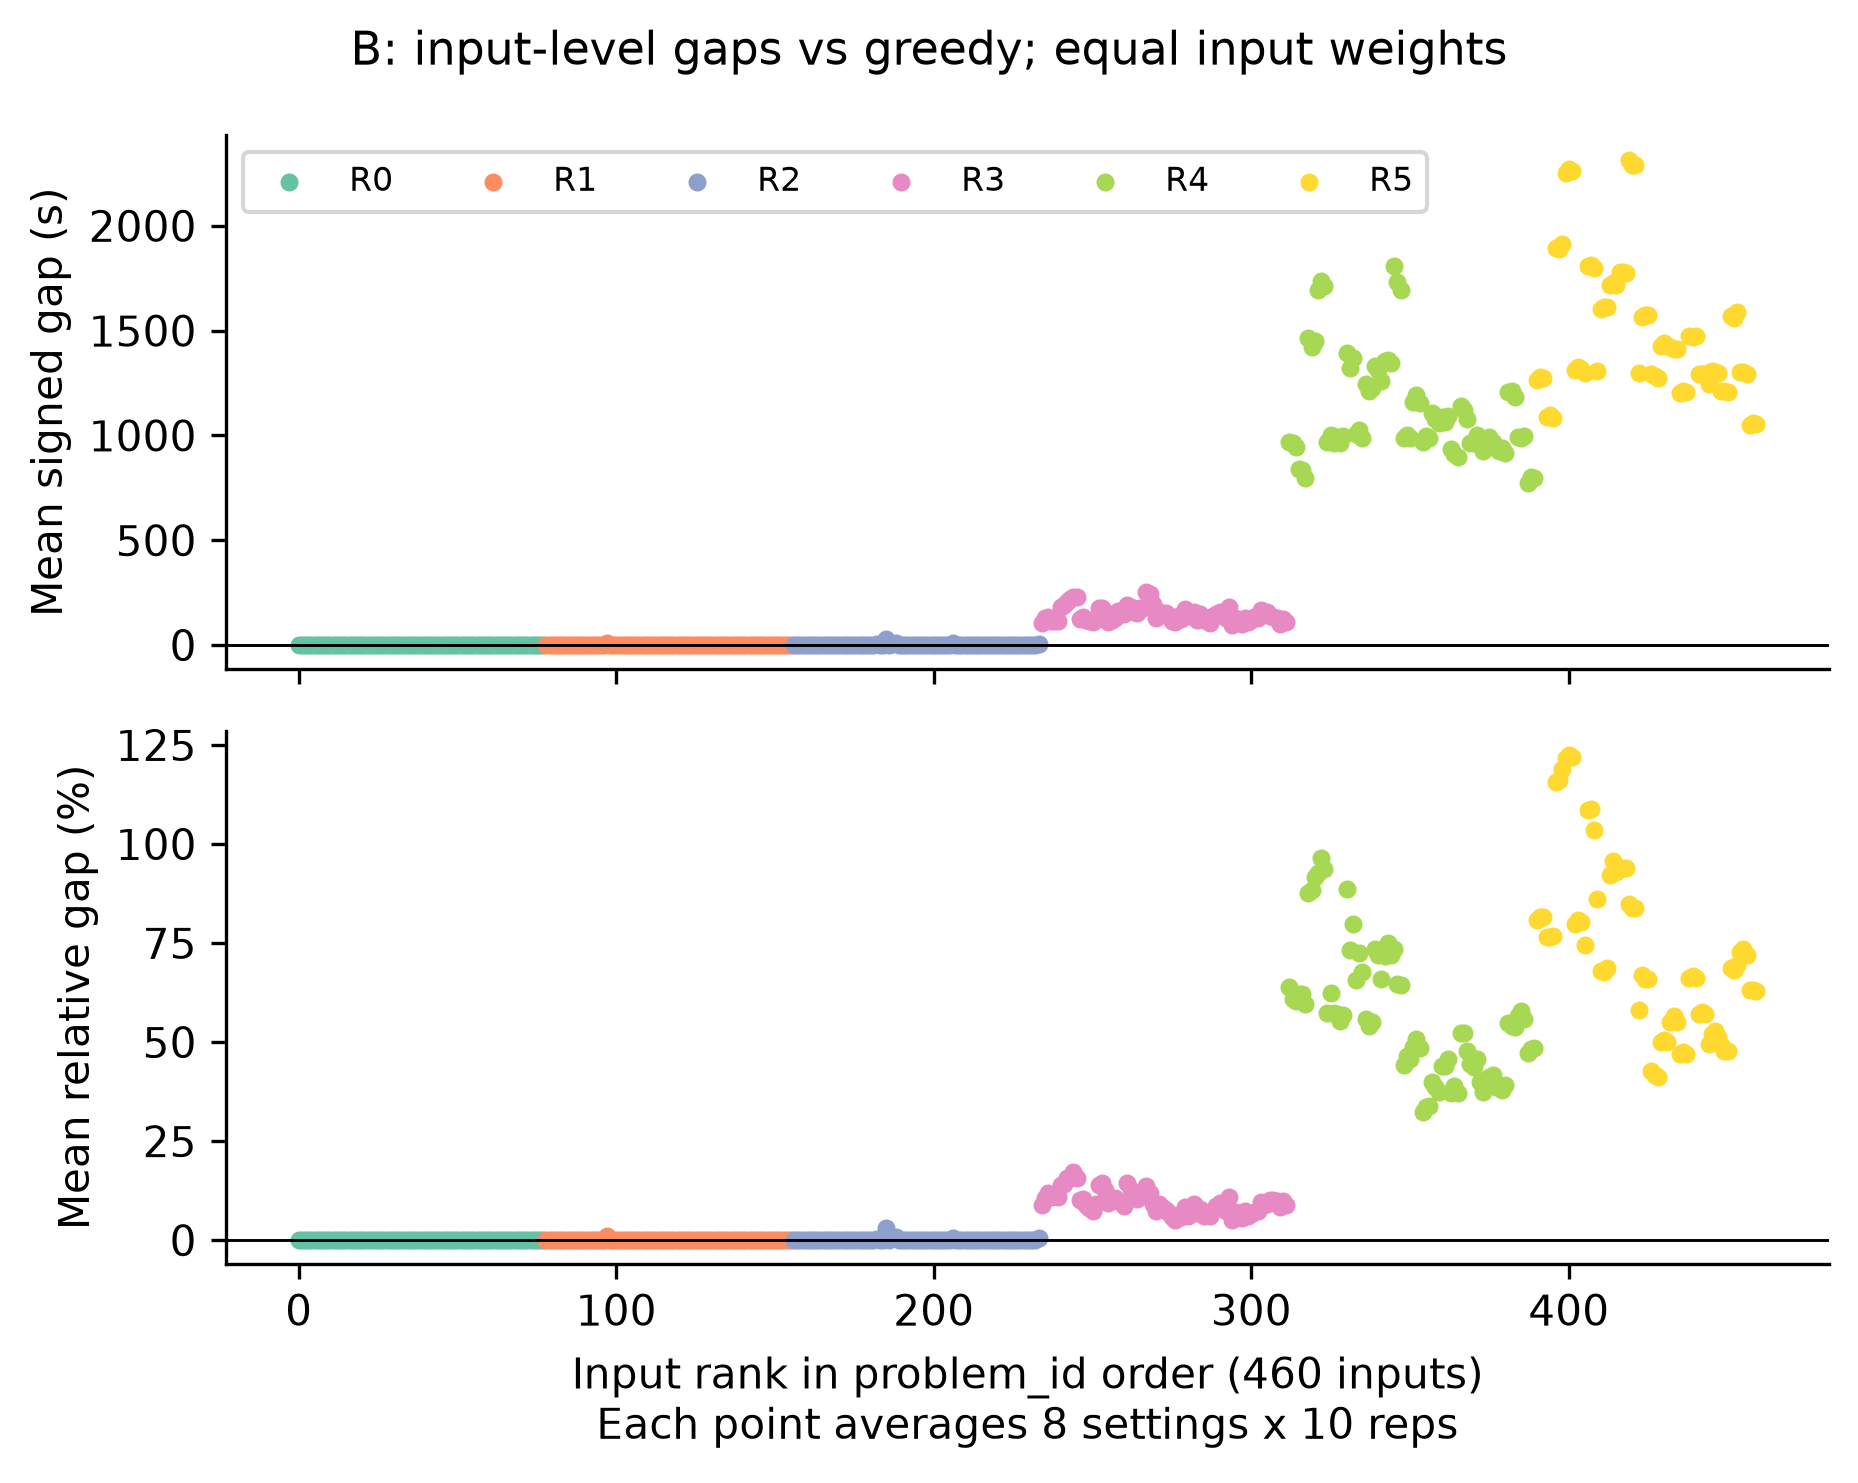 B: input-level gaps vs greedy; equal input weights
R0 R1 R2 R3 R4 R5
Mean signed gap (s)
2000
1500
1000
500
0
Mean relative gap (%)
125
100
75
50
25
0
0 100 200 300 400
Input rank in problem_id order (460 inputs)
Each point averages 8 settings x 10 reps